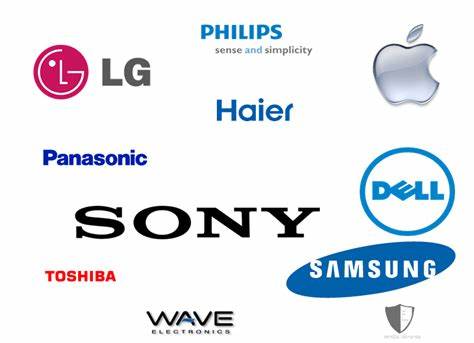 PHILIPS
sense and simplicity
LG
Haier
Panasonic
DELL
SONY
SAMSUNG
TOSHIBA
WAVE
ELECTRONICS